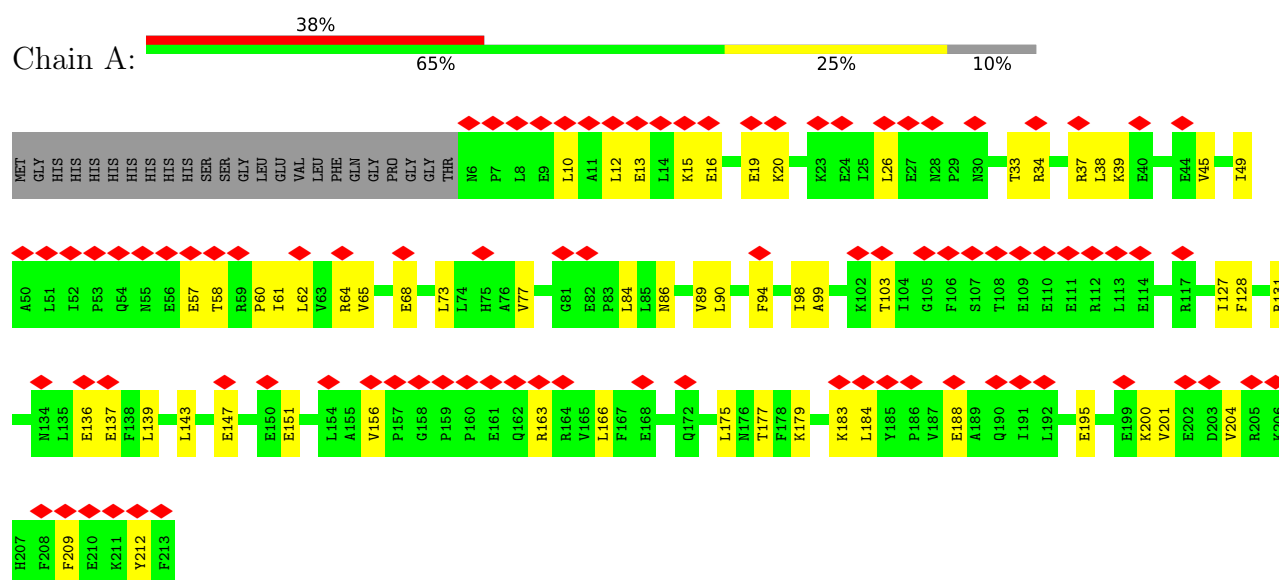 38%
Chain A:
65% 25% 10%
MET GLY HIS HIS HIS HIS HIS HIS HIS HIS SER SER GLY LEU GLU VAL LEU PHE GLN GLY PRO GLY GLY THR N6 P7 L8 E9 L10 A11 L12 E13 L14 K15 E16 E19 K20 K23 E24 I25 L26 E27 N28 P29 N30 T33 R34 R37 L38 K39 E40 E44 V45 I49
A50 L51 I52 P53 Q54 N55 E56 E57 T58 R59 P60 I61 L62 V63 R64 V65 E68 L73 L74 H75 A76 V77 G81 E82 P83 L84 L85 N86 V89 L90 F94 I98 A99 K102 T103 I104 G105 F106 S107 T108 E109 E110 E111 R112 L113 E114 R117 I127 F128
N134 L135 E136 E137 F138 L139 L143 E147 E150 E151 L154 A155 V156 P157 G158 P159 P160 E161 Q162 R163 R164 V165 L166 F167 E168 Q172 L175 N176 T177 F178 K179 K183 L184 Y185 P186 V187 E188 A189 Q190 I191 L192 E195 E199 K200 V201 E202 D203 V204 R205
H207 F208 F209 E210 K211 Y212 F213